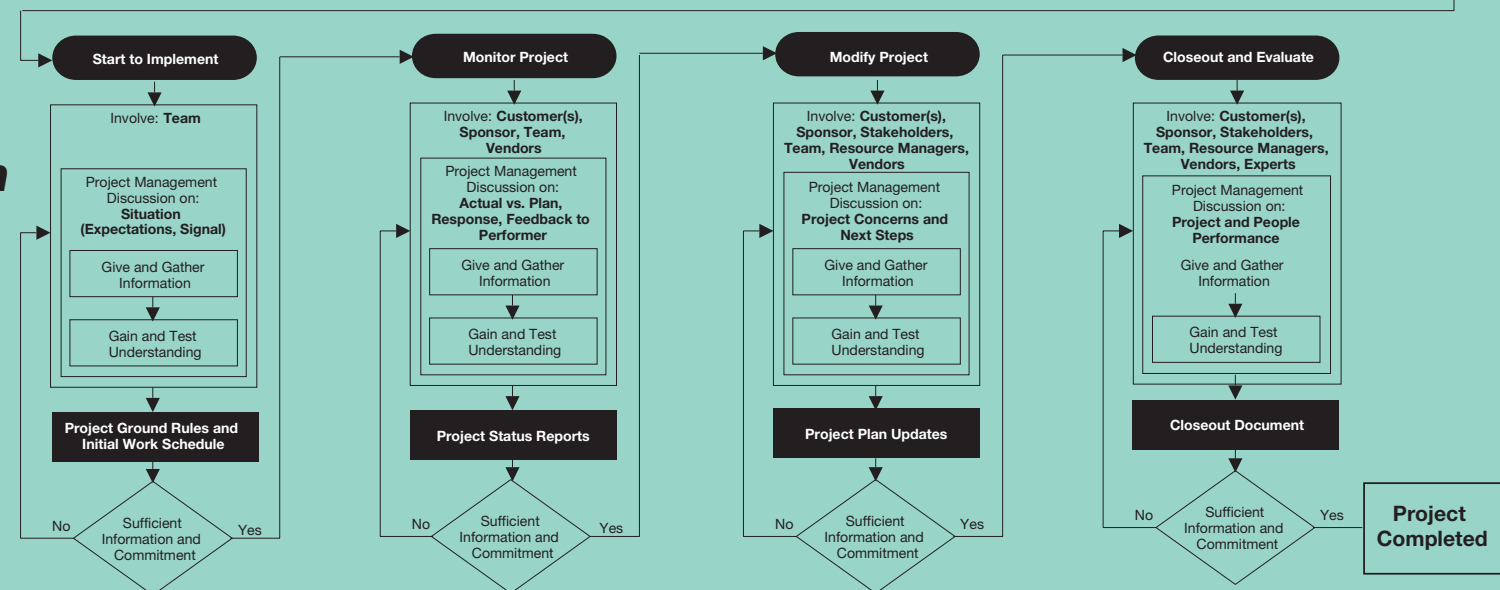 Start to Implement
Involve: Team
Project Management
Discussion on:
Situation
(Expectations, Signal)
Give and Gather
Information
Gain and Test
Understanding
Project Ground Rules and
Initial Work Schedule
Sufficient
Information and
Commitment
No
Yes
Monitor Project
Involve: Customer(s),
Sponsor, Team,
Vendors
Project Management
Discussion on:
Actual vs. Plan,
Response, Feedback to
Performer
Give and Gather
Information
Gain and Test
Understanding
Project Status Reports
Sufficient
Information and
Commitment
No
Yes
Modify Project
Involve: Customer(s),
Sponsor, Stakeholders,
Team, Resource Managers,
Vendors
Project Management
Discussion on:
Project Concerns and
Next Steps
Give and Gather
Information
Gain and Test
Understanding
Project Plan Updates
Sufficient
Information and
Commitment
No
Yes
Closeout and Evaluate
Involve: Customer(s),
Sponsor, Stakeholders,
Team, Resource Managers,
Vendors, Experts
Project Management
Discussion on:
Project and People
Performance
Give and Gather
Information
Gain and Test
Understanding
Closeout Document
Sufficient
Information and
Commitment
No
Yes
Project
Completed